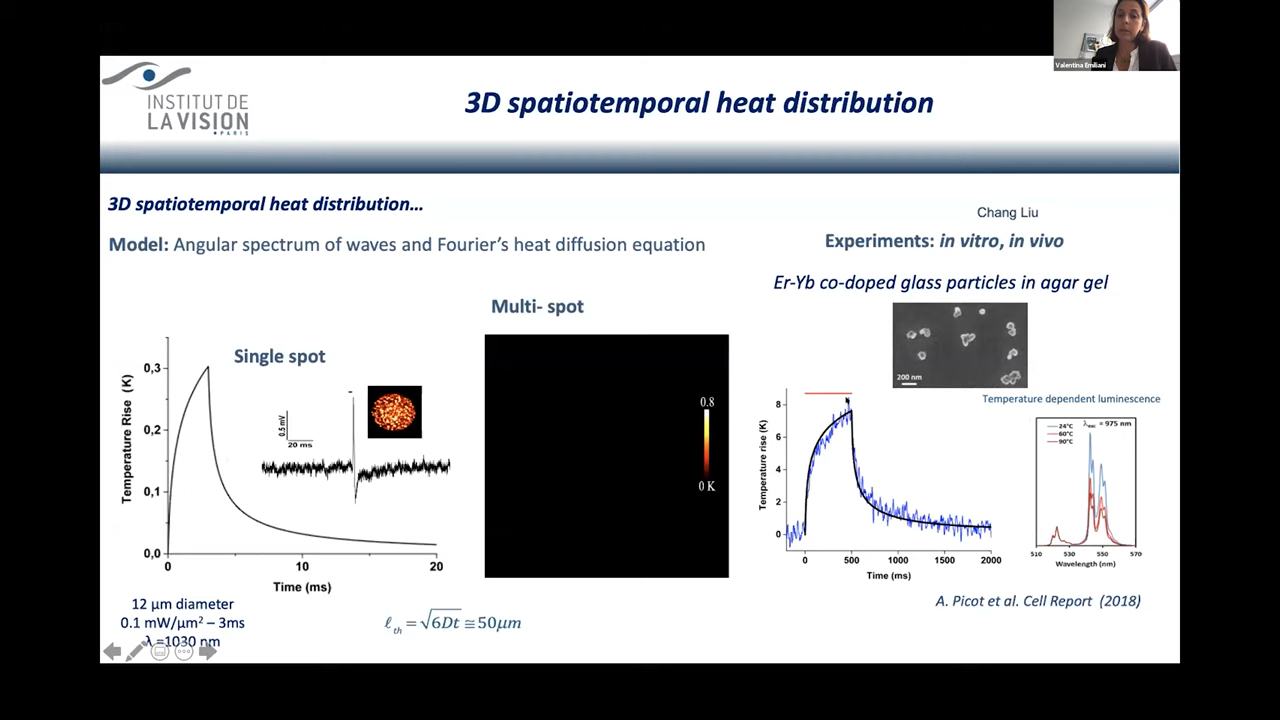 Valentina Emiliani
INSTITUT DE
LA VISION
PARIS
3D spatiotemporal heat distribution
3D spatiotemporal heat distribution...
Model: Angular spectrum of waves and Fourier's heat diffusion equation
Chang Liu
Experiments: in vitro, in vivo
Er-Yb co-doped glass particles in agar gel
Multi- spot
Single spot
Temperature Rise (K)
0,3
0,2
0,1
0,0
0
10
20
Time (ms)
0.5 mV
20 ms
0.8
0 K
200 nm
Temperature rise (K)
8
6
4
2
0
0
500
1000
1500
2000
Time (ms)
Temperature dependent luminescence
24°C
60°C
90°C
λexc = 975 nm
510
530
550
570
Wavelength (nm)
12 µm diameter
0.1 mW/µm² – 3ms
λ =1030 nm
ℓth = √6Dt ≅ 50µm
A. Picot et al. Cell Report (2018)